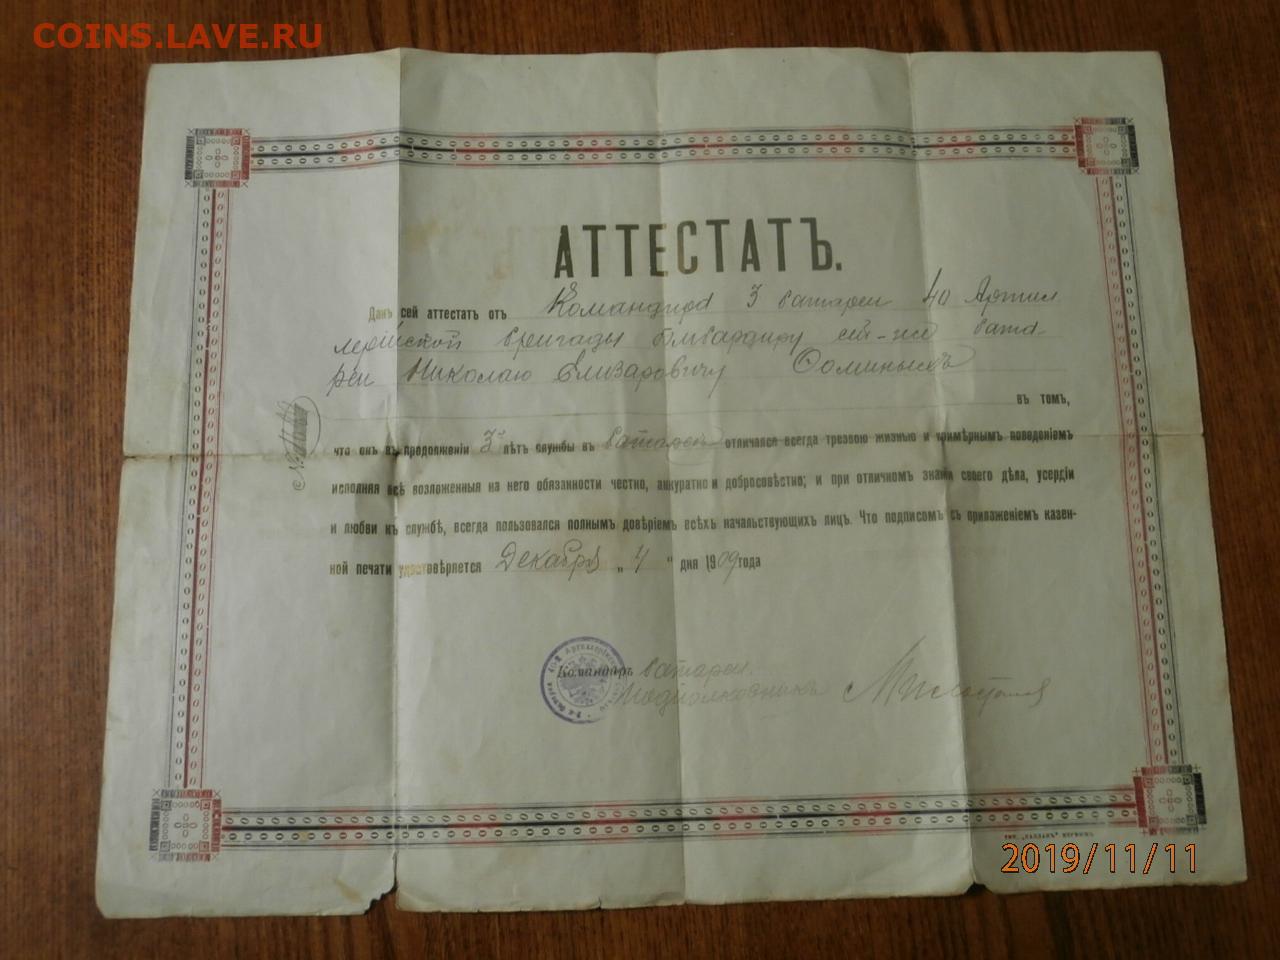 COINS.LAVE.RU
АТТЕСТАТЪ.
Данъ сей аттестатъ отъ Командира 3 батареи 40 Артил
лерійской бригады бомбардиру сей-же бата-
реи Николаю Елизаровичу
въ томъ,
что онъ въ продолженіи 3х лѣтъ службы въ батареѣ отличался всегда трезвою жизнью и примѣрнымъ поведеніемъ
исполняя всѣ возложенныя на него обязанности честно, аккуратно и добросовѣстно; и при отличномъ знаніи своего дѣла, усердіи
и любви къ службѣ, всегда пользовался полнымъ довѣріемъ всѣхъ начальствующихъ лицъ. Что подписомъ съ приложеніемъ казен-
ной печати удостовѣряется Декабря „ 4 " дня 1909 года
Командиръ батареи.
Подполковникъ
2019/11/11